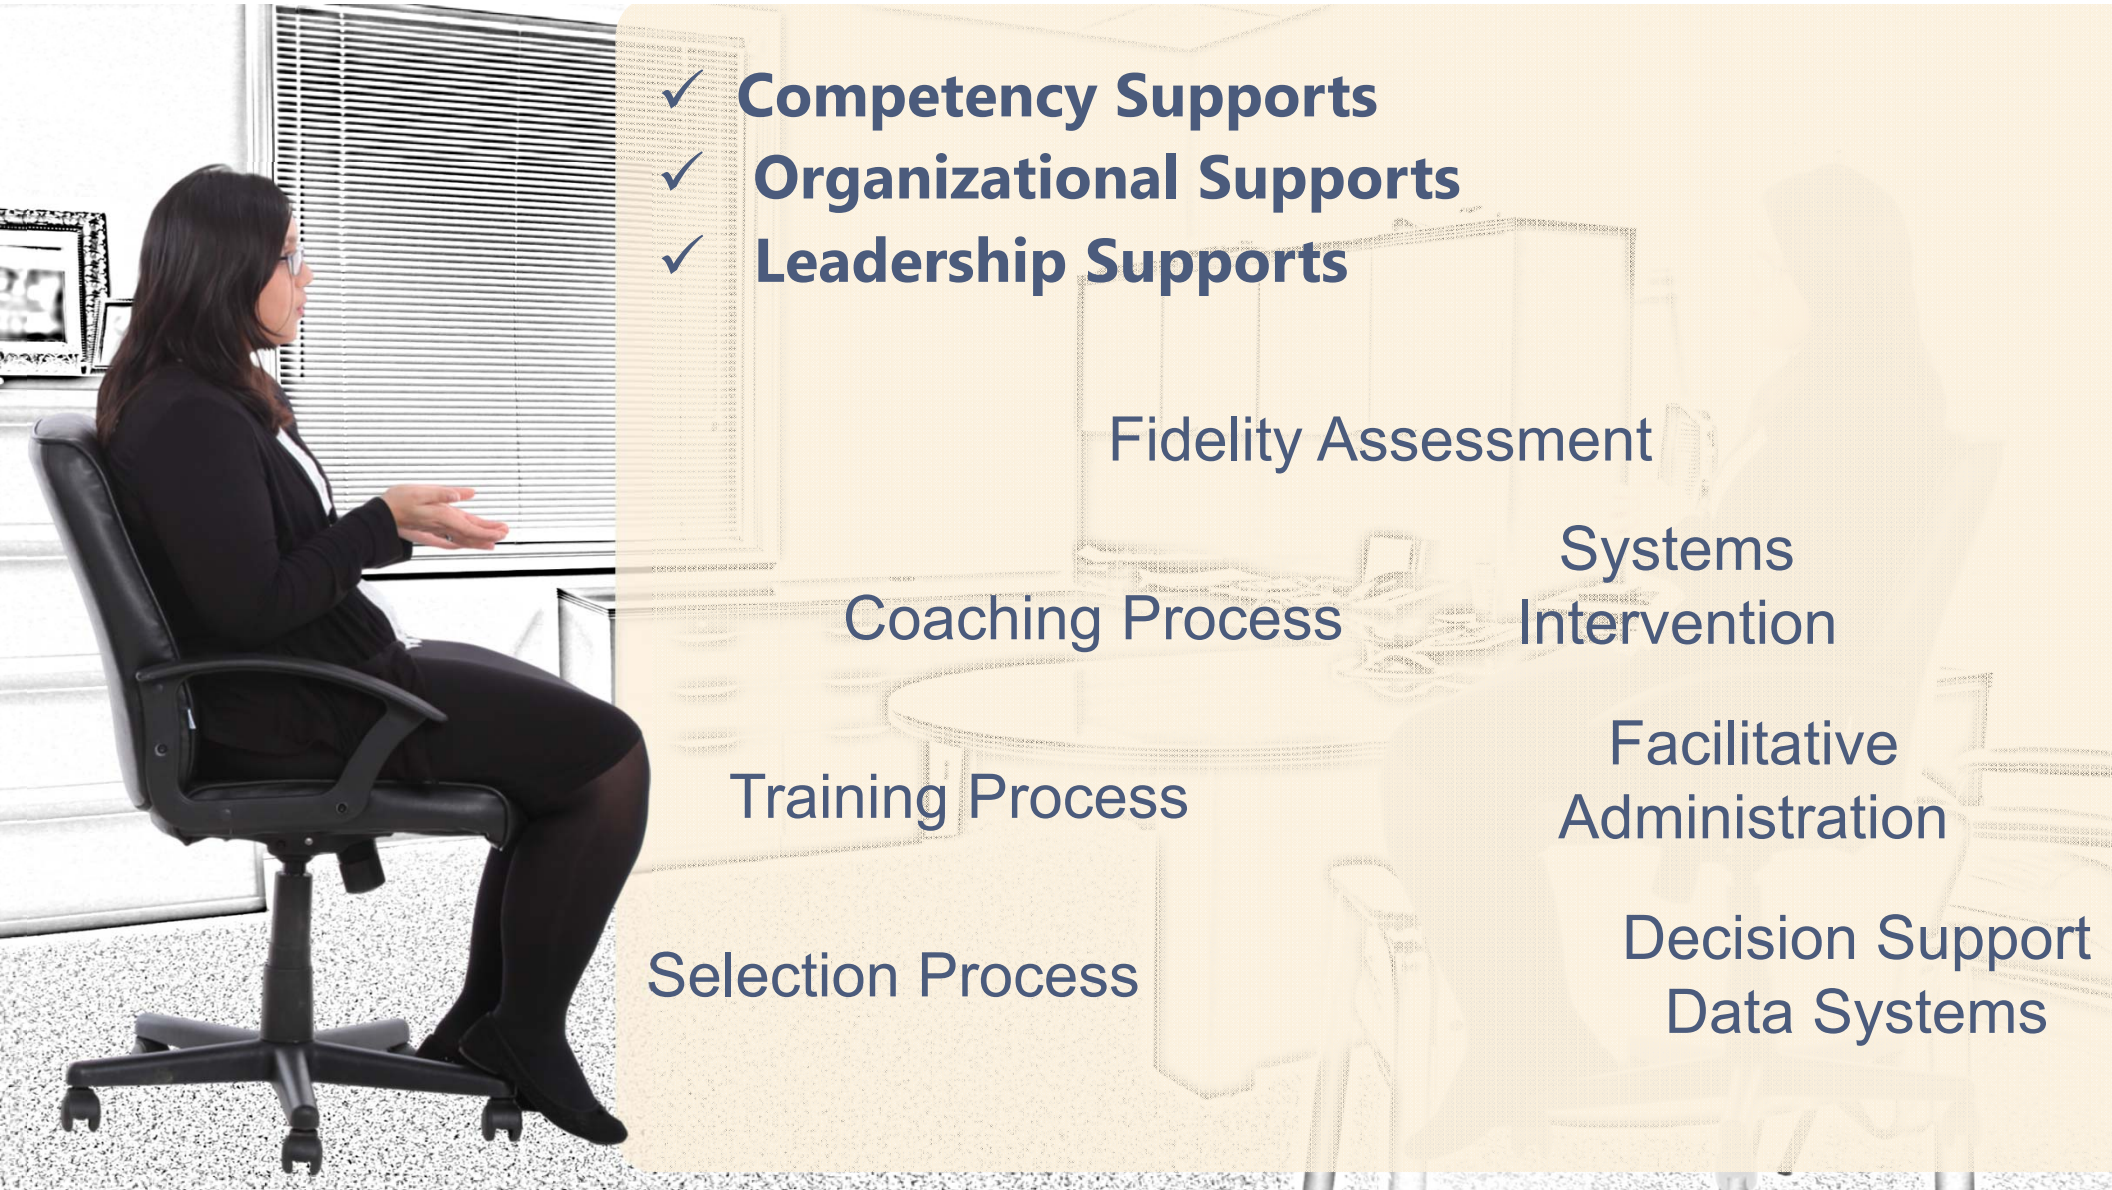 ✓ Competency Supports
✓ Organizational Supports
✓ Leadership Supports
Fidelity Assessment
Coaching Process
Training Process
Selection Process
Systems
Intervention
Facilitative
Administration
Decision Support
Data Systems